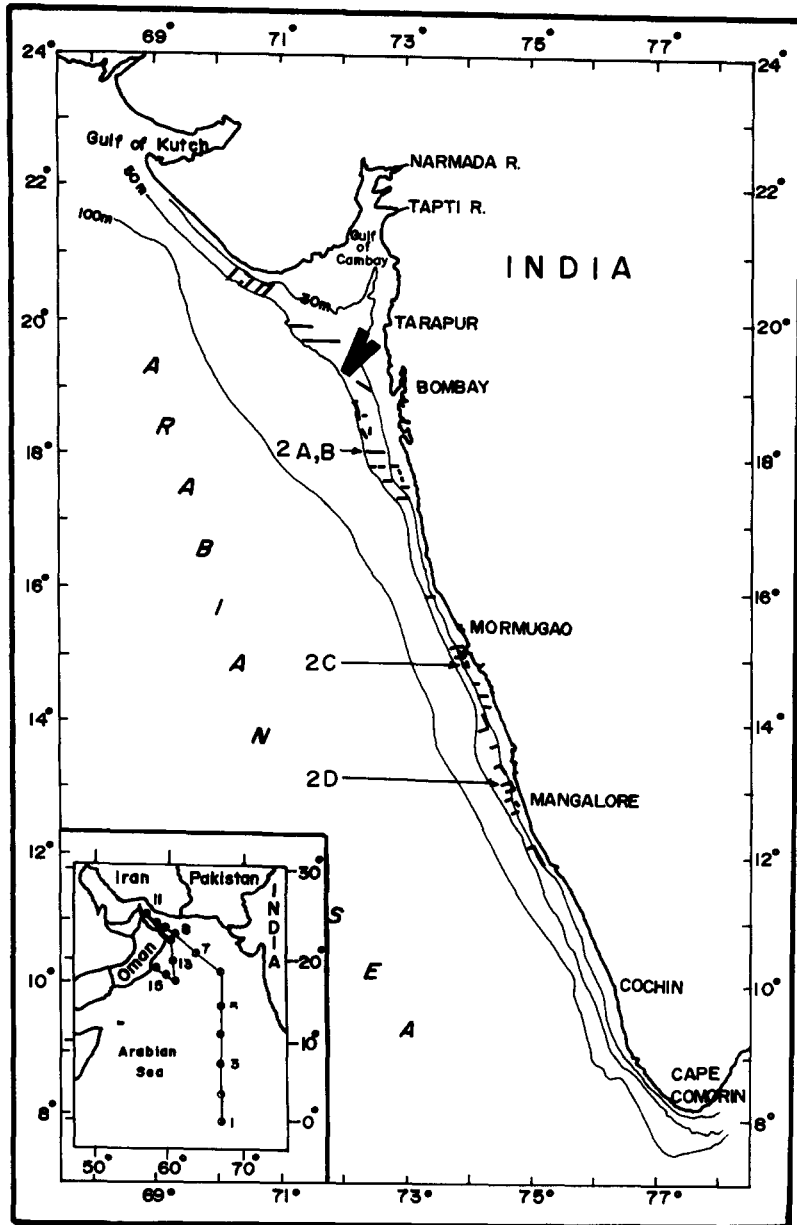 69° 71° 73° 75° 77°
24° 24°
Gulf of Kutch
NARMADA R.
22° 50m 22°
TAPTI R.
100m
Gulf
of
Cambay
INDIA
30m
20° TARAPUR 20°
BOMBAY
2 A,B
18° 18°
16° 16°
MORMUGAO
2C
14° 14°
2D
MANGALORE
12° 12°
ARABIAN SEA
COCHIN
10° 10°
CAPE
COMORIN
8° 8°
69° 71° 73° 75° 77°
Iran Pakistan 30°
INDIA
11
8
7
Oman
13
15
20°
3
10°
Arabian
Sea
1
0°
50° 60° 70°